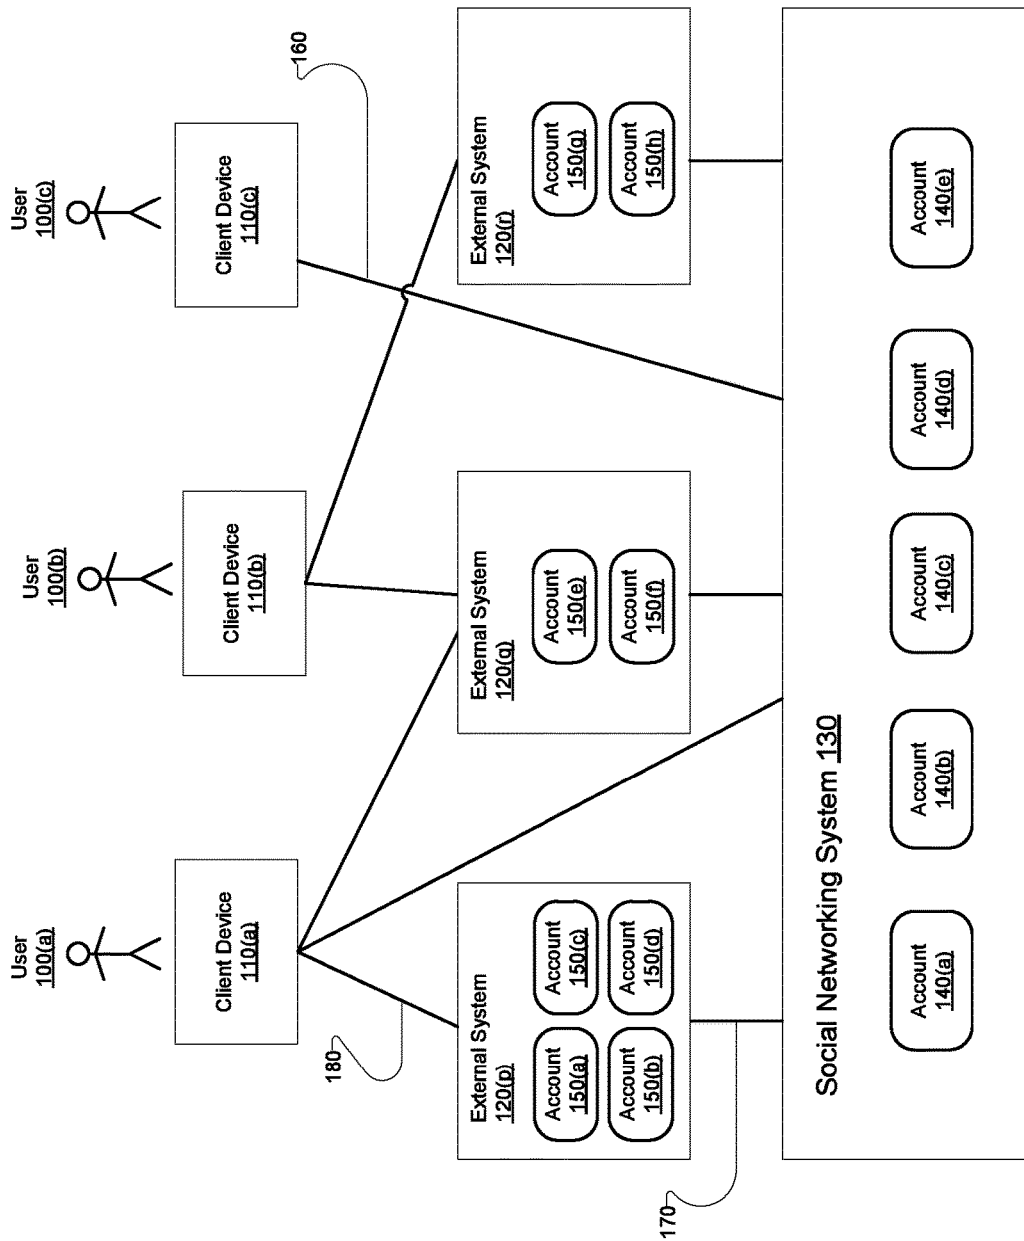 User
100(a)
User
100(b)
User
100(c)
Client Device
110(a)
Client Device
110(b)
Client Device
110(c)
180
160
External System
120(p)
Account
150(a)
Account
150(c)
Account
150(b)
Account
150(d)
External System
120(q)
Account
150(e)
Account
150(f)
External System
120(r)
Account
150(g)
Account
150(h)
170
Social Networking System 130
Account
140(a)
Account
140(b)
Account
140(c)
Account
140(d)
Account
140(e)